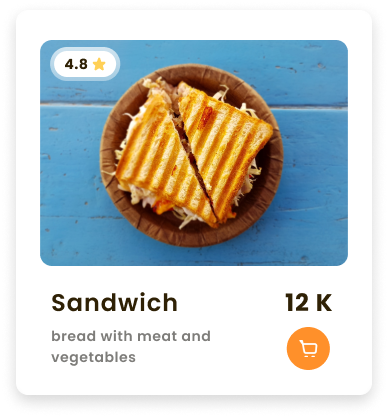 4.8
Sandwich
12 K
bread with meat and
vegetables